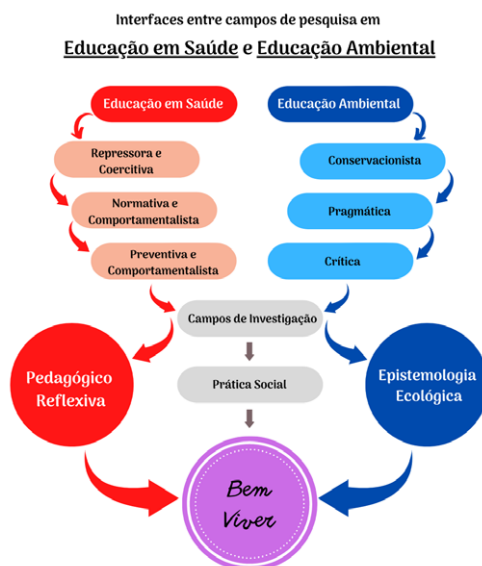 Interfaces entre campos de pesquisa em
Educação em Saúde e Educação Ambiental
Educação em Saúde
Educação Ambiental
Repressora e
Coercitiva
Conservacionista
Normativa e
Comportamentalista
Pragmática
Preventiva e
Comportamentalista
Crítica
Campos de Investigação
Pedagógico
Reflexiva
Prática Social
Epistemologia
Ecológica
Bem
Viver